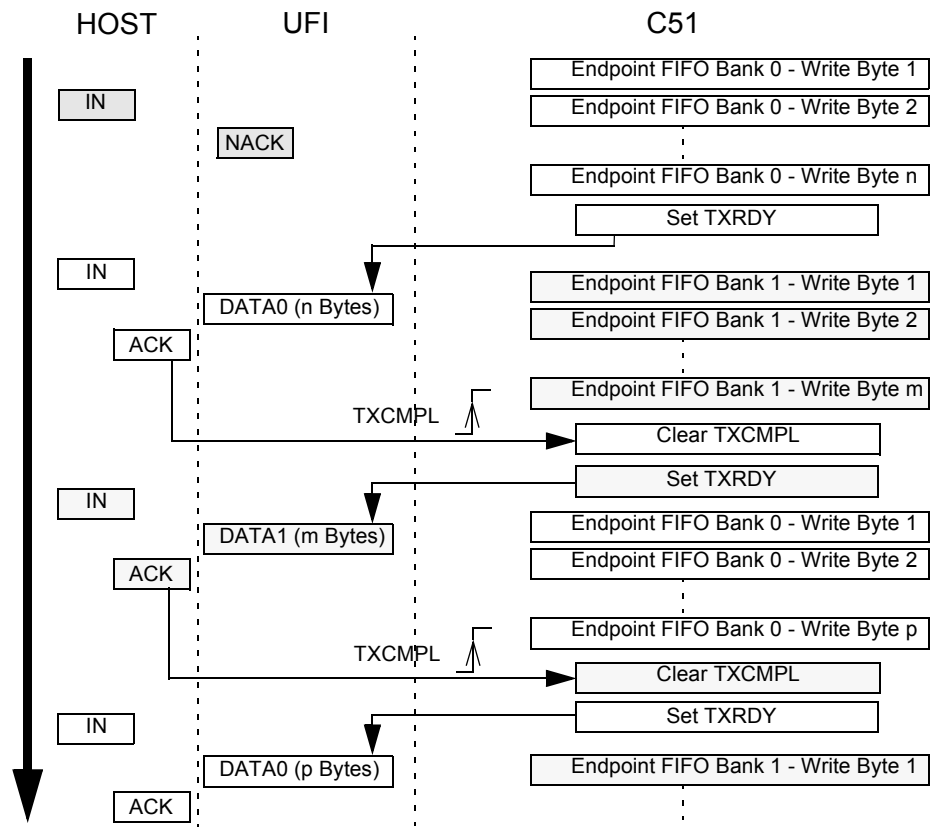 HOST UFI C51
Endpoint FIFO Bank 0 - Write Byte 1
IN
Endpoint FIFO Bank 0 - Write Byte 2
NACK
Endpoint FIFO Bank 0 - Write Byte n
Set TXRDY
IN
Endpoint FIFO Bank 1 - Write Byte 1
DATA0 (n Bytes)
Endpoint FIFO Bank 1 - Write Byte 2
ACK
Endpoint FIFO Bank 1 - Write Byte m
TXCMPL
Clear TXCMPL
Set TXRDY
IN
Endpoint FIFO Bank 0 - Write Byte 1
DATA1 (m Bytes)
Endpoint FIFO Bank 0 - Write Byte 2
ACK
Endpoint FIFO Bank 0 - Write Byte p
TXCMPL
Clear TXCMPL
Set TXRDY
IN
DATA0 (p Bytes)
Endpoint FIFO Bank 1 - Write Byte 1
ACK